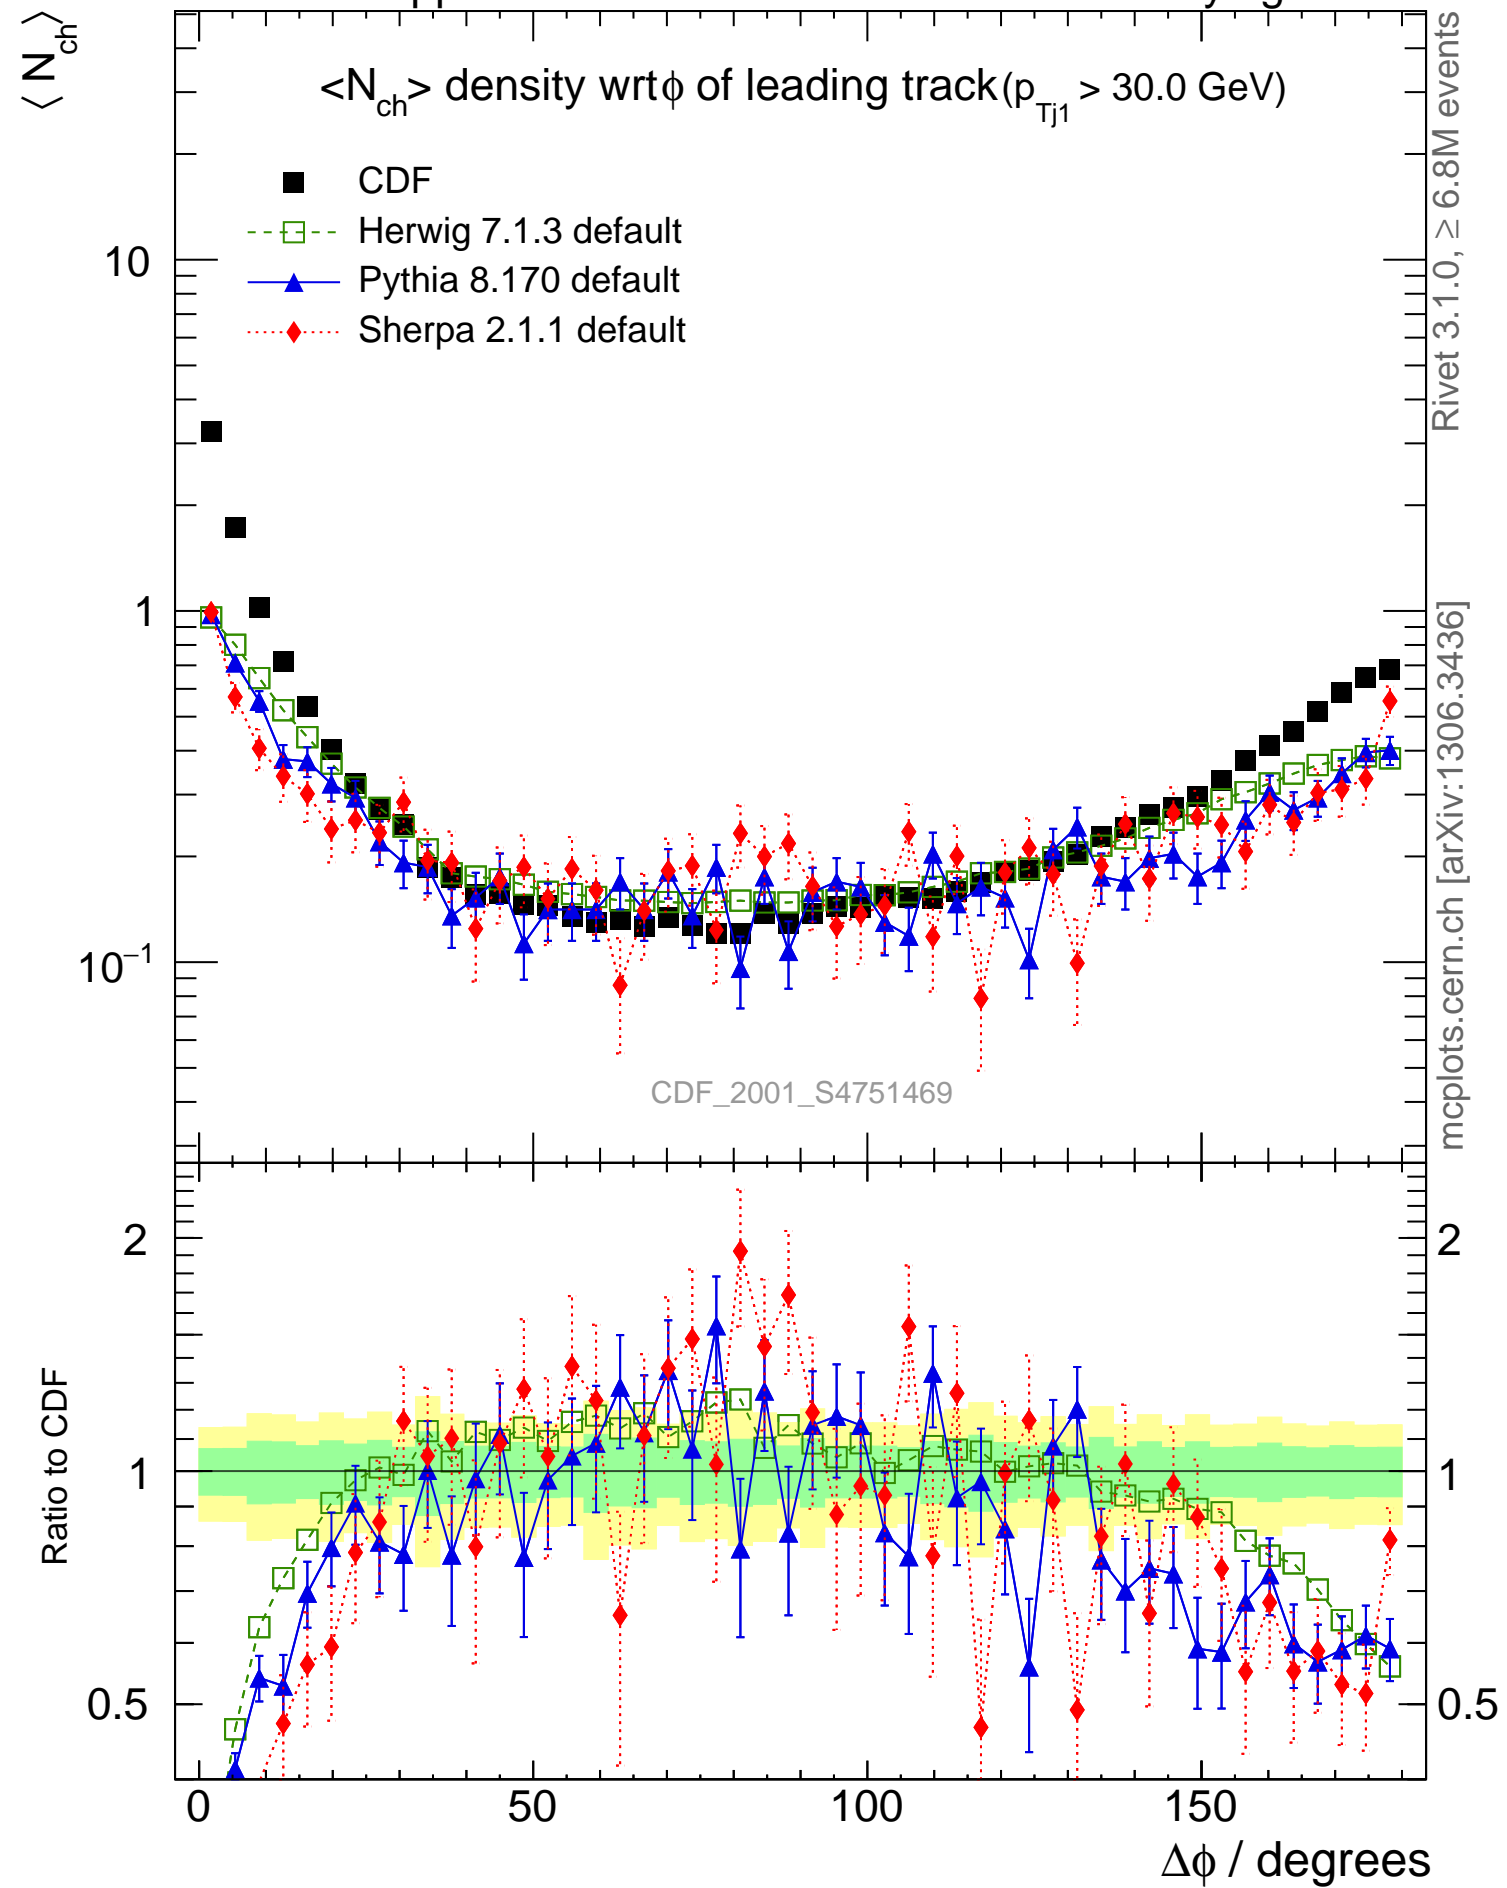 ⟨ N_ch ⟩
<N_ch> density wrtϕ of leading track(p_Tj1 > 30.0 GeV)
CDF
Herwig 7.1.3 default
Pythia 8.170 default
Sherpa 2.1.1 default
10
1
10⁻¹
CDF_2001_S4751469
Rivet 3.1.0, ≥ 6.8M events
mcplots.cern.ch [arXiv:1306.3436]
Ratio to CDF
2
1
0.5
2
1
0.5
0 50 100 150
Δϕ / degrees